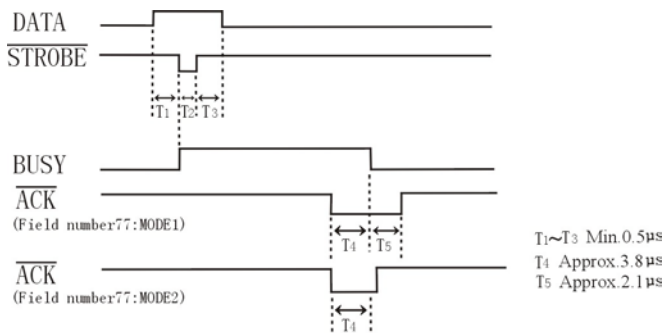 DATA
STROBE
T1 T2 T3
BUSY
ACK
(Field number77:MODE1)
T4 T5
T1~T3 Min.0.5µs
T4 Approx.3.8µs
T5 Approx.2.1µs
ACK
(Field number77:MODE2)
T4